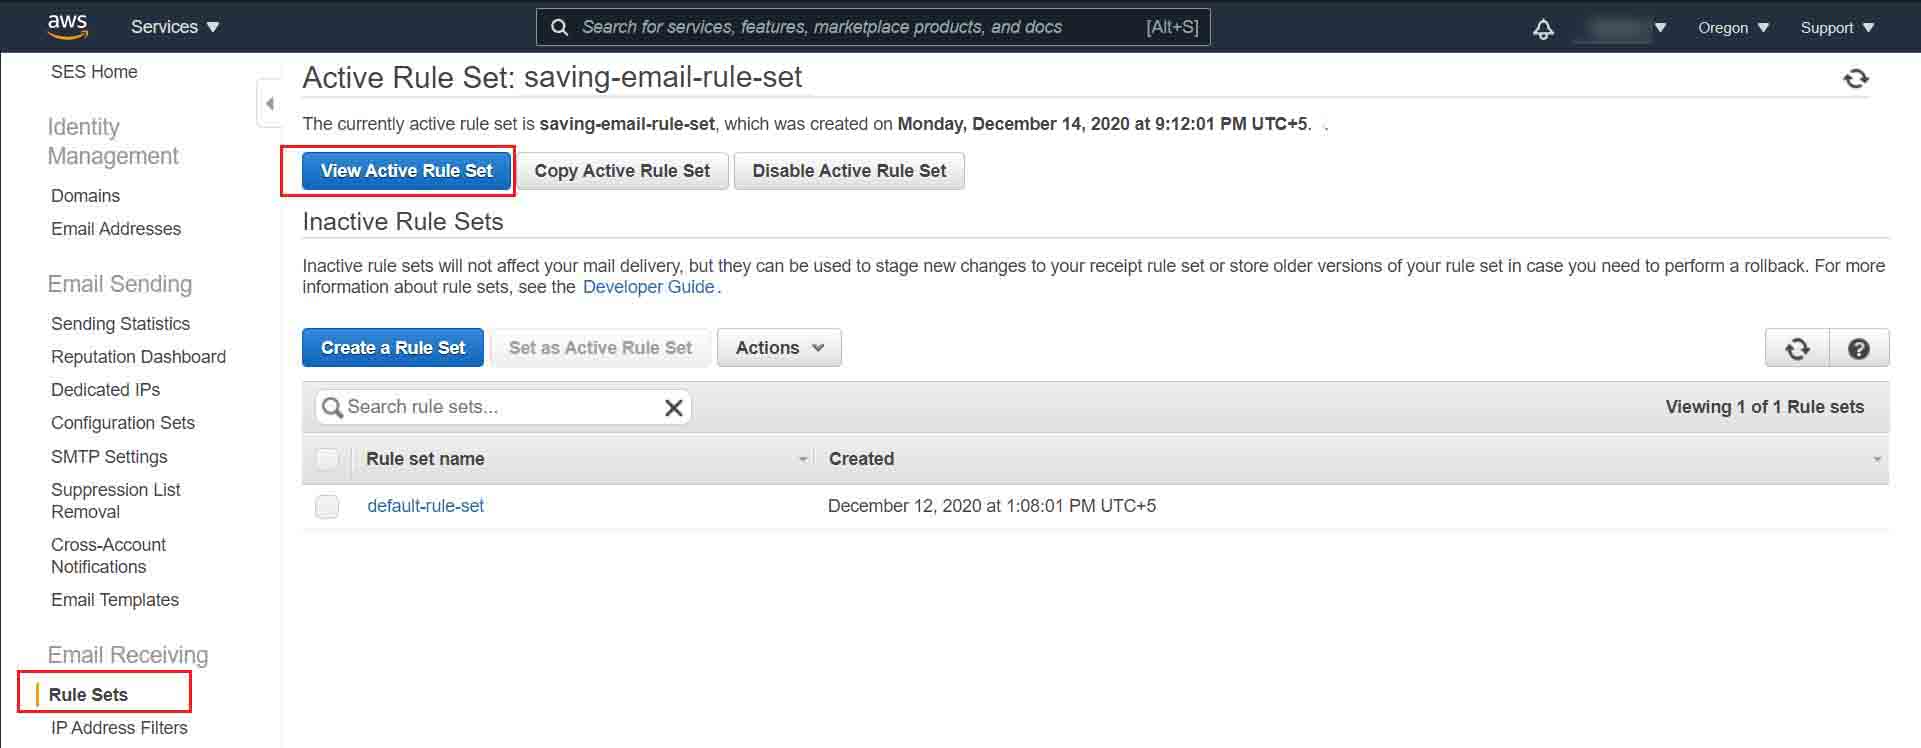 aws
Services
Search for services, features, marketplace products, and docs
[Alt+S]
Oregon
Support
SES Home
Identity
Management
Domains
Email Addresses
Email Sending
Sending Statistics
Reputation Dashboard
Dedicated IPs
Configuration Sets
SMTP Settings
Suppression List
Removal
Cross-Account
Notifications
Email Templates
Email Receiving
Rule Sets
IP Address Filters
Active Rule Set: saving-email-rule-set
The currently active rule set is saving-email-rule-set, which was created on Monday, December 14, 2020 at 9:12:01 PM UTC+5. .
View Active Rule Set
Copy Active Rule Set
Disable Active Rule Set
Inactive Rule Sets
Inactive rule sets will not affect your mail delivery, but they can be used to stage new changes to your receipt rule set or store older versions of your rule set in case you need to perform a rollback. For more
information about rule sets, see the Developer Guide.
Create a Rule Set
Set as Active Rule Set
Actions
?
Search rule sets...
Viewing 1 of 1 Rule sets
Rule set name
Created
default-rule-set
December 12, 2020 at 1:08:01 PM UTC+5